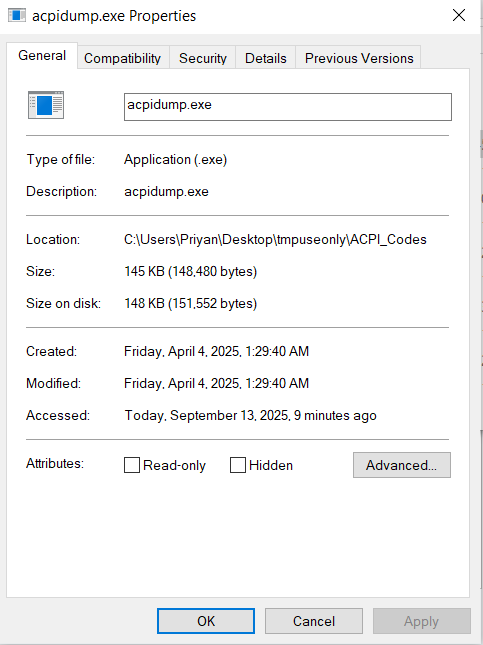 acpidump.exe Properties
General Compatibility Security Details Previous Versions
acpidump.exe
Type of file: Application (.exe)
Description: acpidump.exe
Location: C:\Users\Priyan\Desktop\tmpuseonly\ACPI_Codes
Size: 145 KB (148,480 bytes)
Size on disk: 148 KB (151,552 bytes)
Created: Friday, April 4, 2025, 1:29:40 AM
Modified: Friday, April 4, 2025, 1:29:40 AM
Accessed: Today, September 13, 2025, 9 minutes ago
Attributes: Read-only Hidden Advanced...
OK Cancel Apply